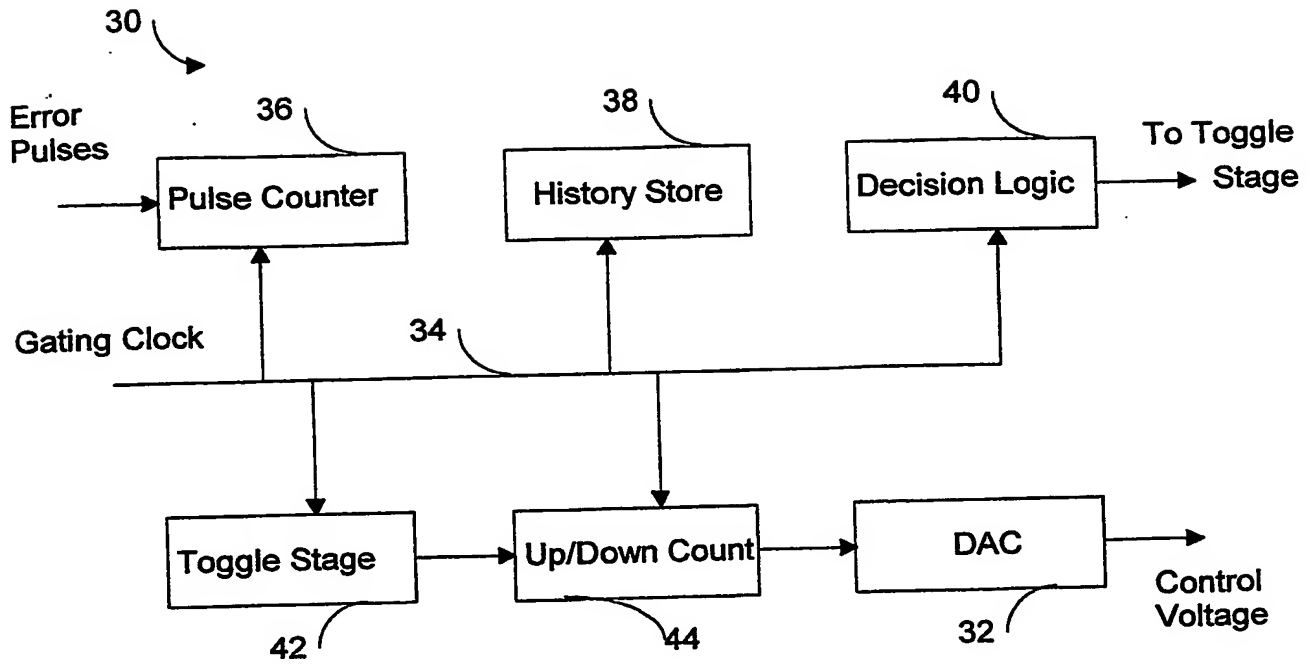 30
Error
Pulses
36
38
40
To Toggle
Stage
Pulse Counter
History Store
Decision Logic
Gating Clock
34
Toggle Stage
Up/Down Count
DAC
Control
Voltage
42
44
32